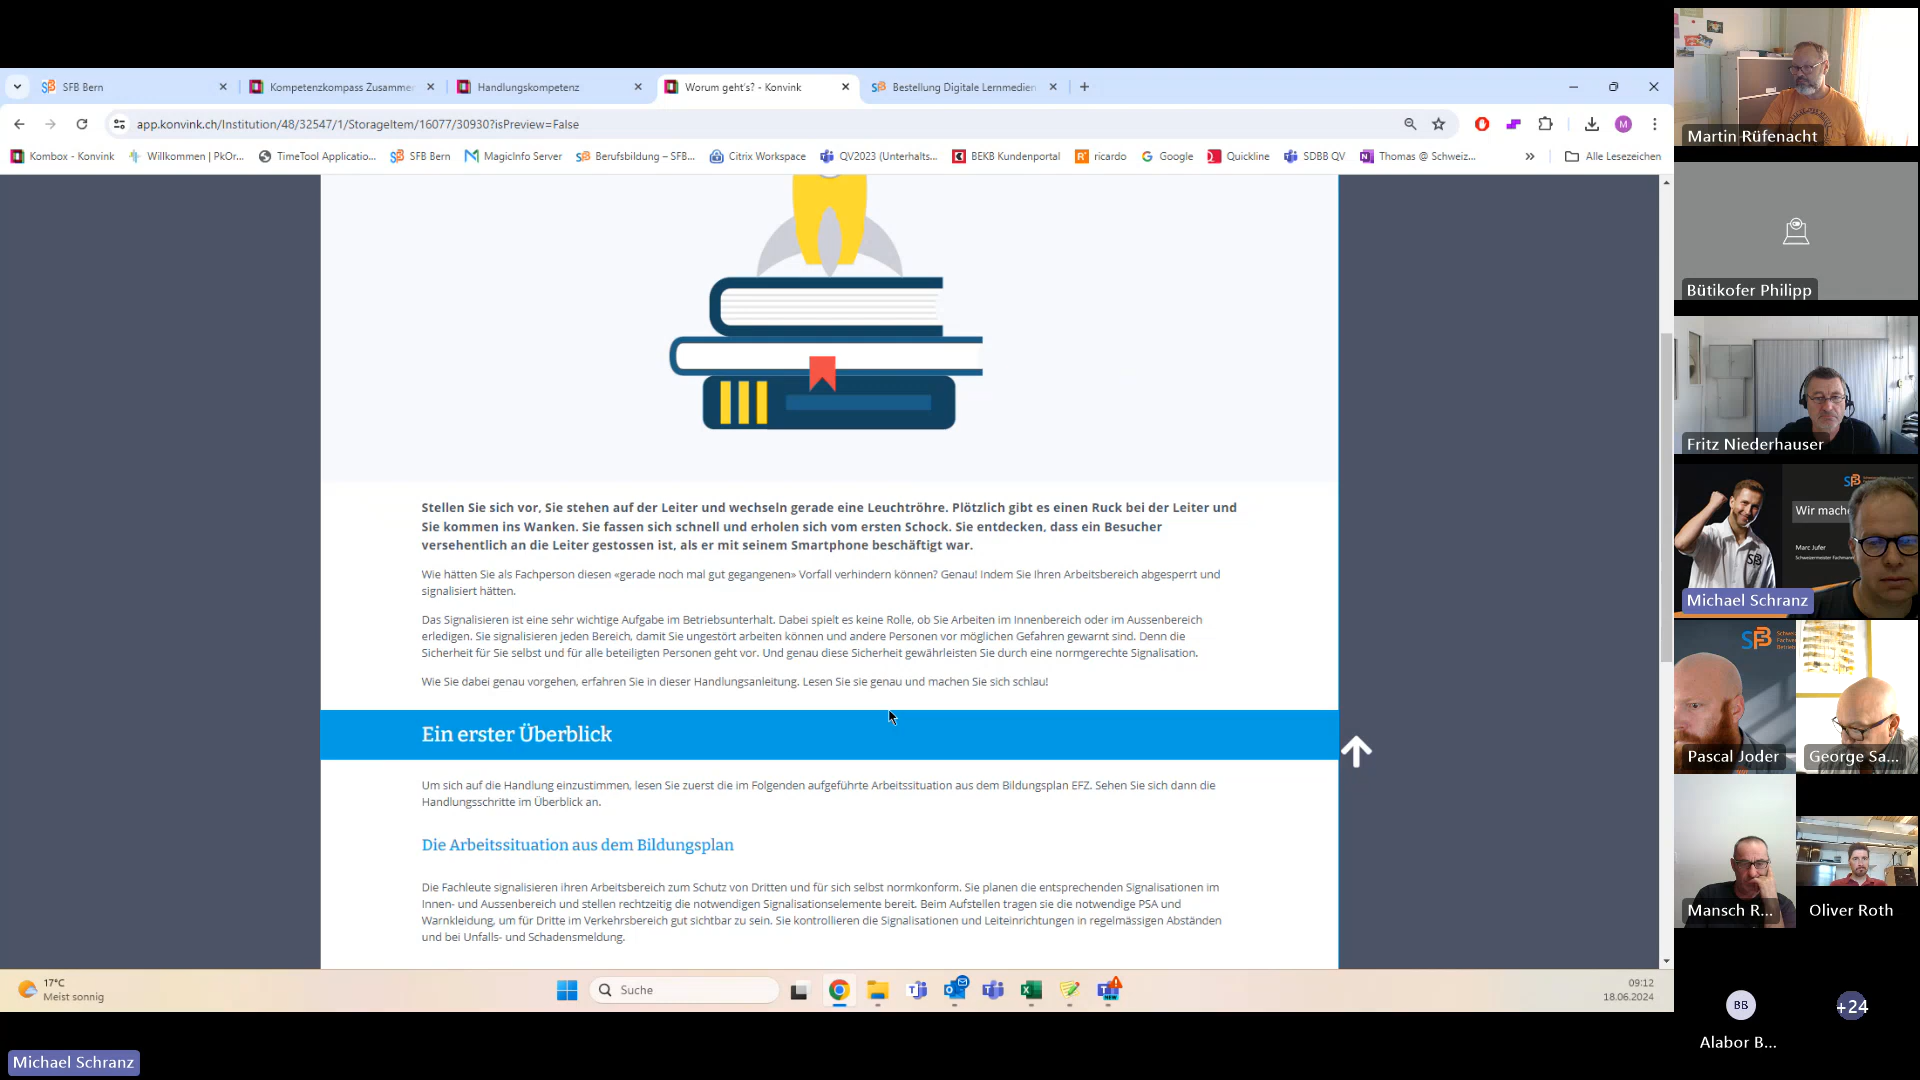 SFB Bern
Kompetenzkompass Zusammen
Handlungskompetenz
Worum geht's? - Konvink
Bestellung Digitale Lernmedien
app.konvink.ch/Institution/48/32547/1/StorageItem/16077/30930?isPreview=False
M
Kombox - Konvink
Willkommen | PkOr...
TimeTool Applicatio...
SFB Bern
MagicInfo Server
Berufsbildung – SFB...
Citrix Workspace
QV2023 (Unterhalts...
BEKB Kundenportal
ricardo
Google
Quickline
SDBB QV
Thomas @ Schweiz...
Alle Lesezeichen
Stellen Sie sich vor, Sie stehen auf der Leiter und wechseln gerade eine Leuchtröhre. Plötzlich gibt es einen Ruck bei der Leiter und
Sie kommen ins Wanken. Sie fassen sich schnell und erholen sich vom ersten Schock. Sie entdecken, dass ein Besucher
versehentlich an die Leiter gestossen ist, als er mit seinem Smartphone beschäftigt war.
Wie hätten Sie als Fachperson diesen «gerade noch mal gut gegangenen» Vorfall verhindern können? Genau! Indem Sie Ihren Arbeitsbereich abgesperrt und
signalisiert hätten.
Das Signalisieren ist eine sehr wichtige Aufgabe im Betriebsunterhalt. Dabei spielt es keine Rolle, ob Sie Arbeiten im Innenbereich oder im Aussenbereich
erledigen. Sie signalisieren jeden Bereich, damit Sie ungestört arbeiten können und andere Personen vor möglichen Gefahren gewarnt sind. Denn die
Sicherheit für Sie selbst und für alle beteiligten Personen geht vor. Und genau diese Sicherheit gewährleisten Sie durch eine normgerechte Signalisation.
Wie Sie dabei genau vorgehen, erfahren Sie in dieser Handlungsanleitung. Lesen Sie sie genau und machen Sie sich schlau!
Ein erster Überblick
Um sich auf die Handlung einzustimmen, lesen Sie zuerst die im Folgenden aufgeführte Arbeitssituation aus dem Bildungsplan EFZ. Sehen Sie sich dann die
Handlungsschritte im Überblick an.
Die Arbeitssituation aus dem Bildungsplan
Die Fachleute signalisieren ihren Arbeitsbereich zum Schutz von Dritten und für sich selbst normkonform. Sie planen die entsprechenden Signalisationen im
Innen- und Aussenbereich und stellen rechtzeitig die notwendigen Signalisationselemente bereit. Beim Aufstellen tragen sie die notwendige PSA und
Warnkleidung, um für Dritte im Verkehrsbereich gut sichtbar zu sein. Sie kontrollieren die Signalisationen und Leiteinrichtungen in regelmässigen Abständen
und bei Unfalls- und Schadensmeldung.
17°C
Meist sonnig
Suche
09:12
18.06.2024
Michael Schranz
Martin Rüfenacht
Bütikofer Philipp
Fritz Niederhauser
Wir mach
Marc Jufer
Schweizermeister Fachmann
Michael Schranz
Pascal Joder
George Sa...
Mansch R...
Oliver Roth
BB
+24
Alabor B...